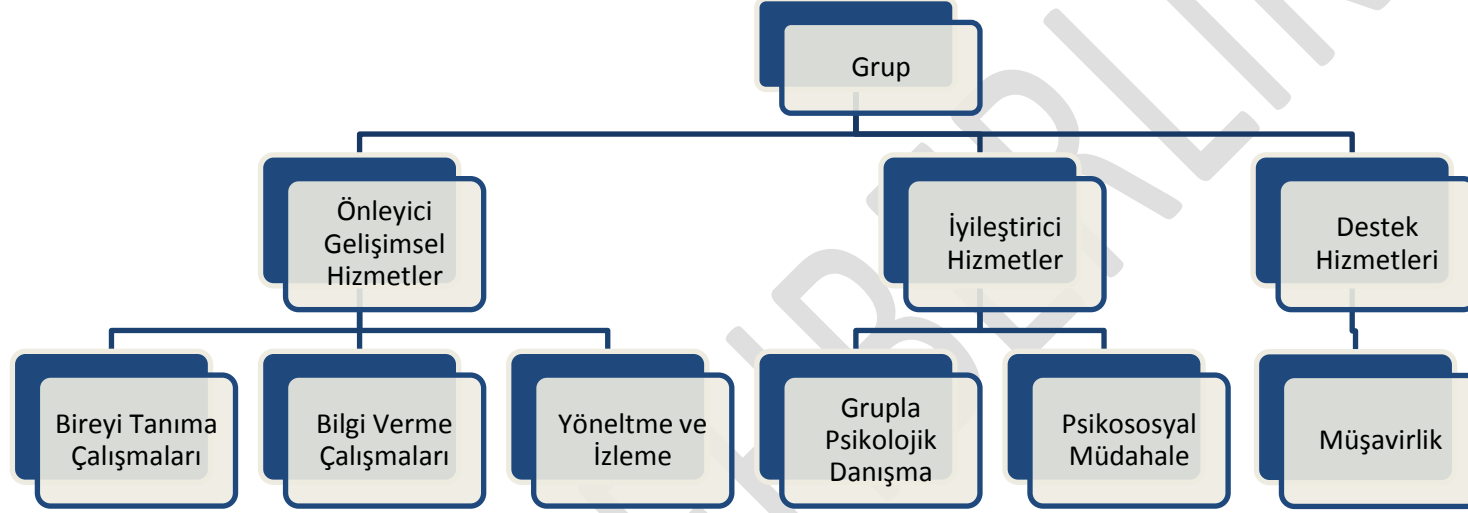 Grup
Önleyici
Gelişimsel
Hizmetler
İyileştirici
Hizmetler
Destek
Hizmetleri
Bireyi Tanıma
Çalışmaları
Bilgi Verme
Çalışmaları
Yöneltme ve
İzleme
Grupla
Psikolojik
Danışma
Psikososyal
Müdahale
Müşavirlik